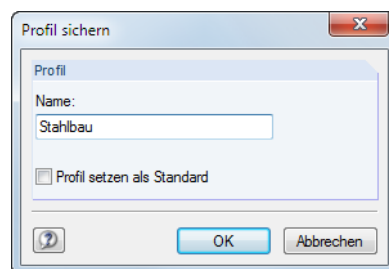 Profil sichern
Profil
Name:
Stahlbau
Profil setzen als Standard
OK
Abbrechen